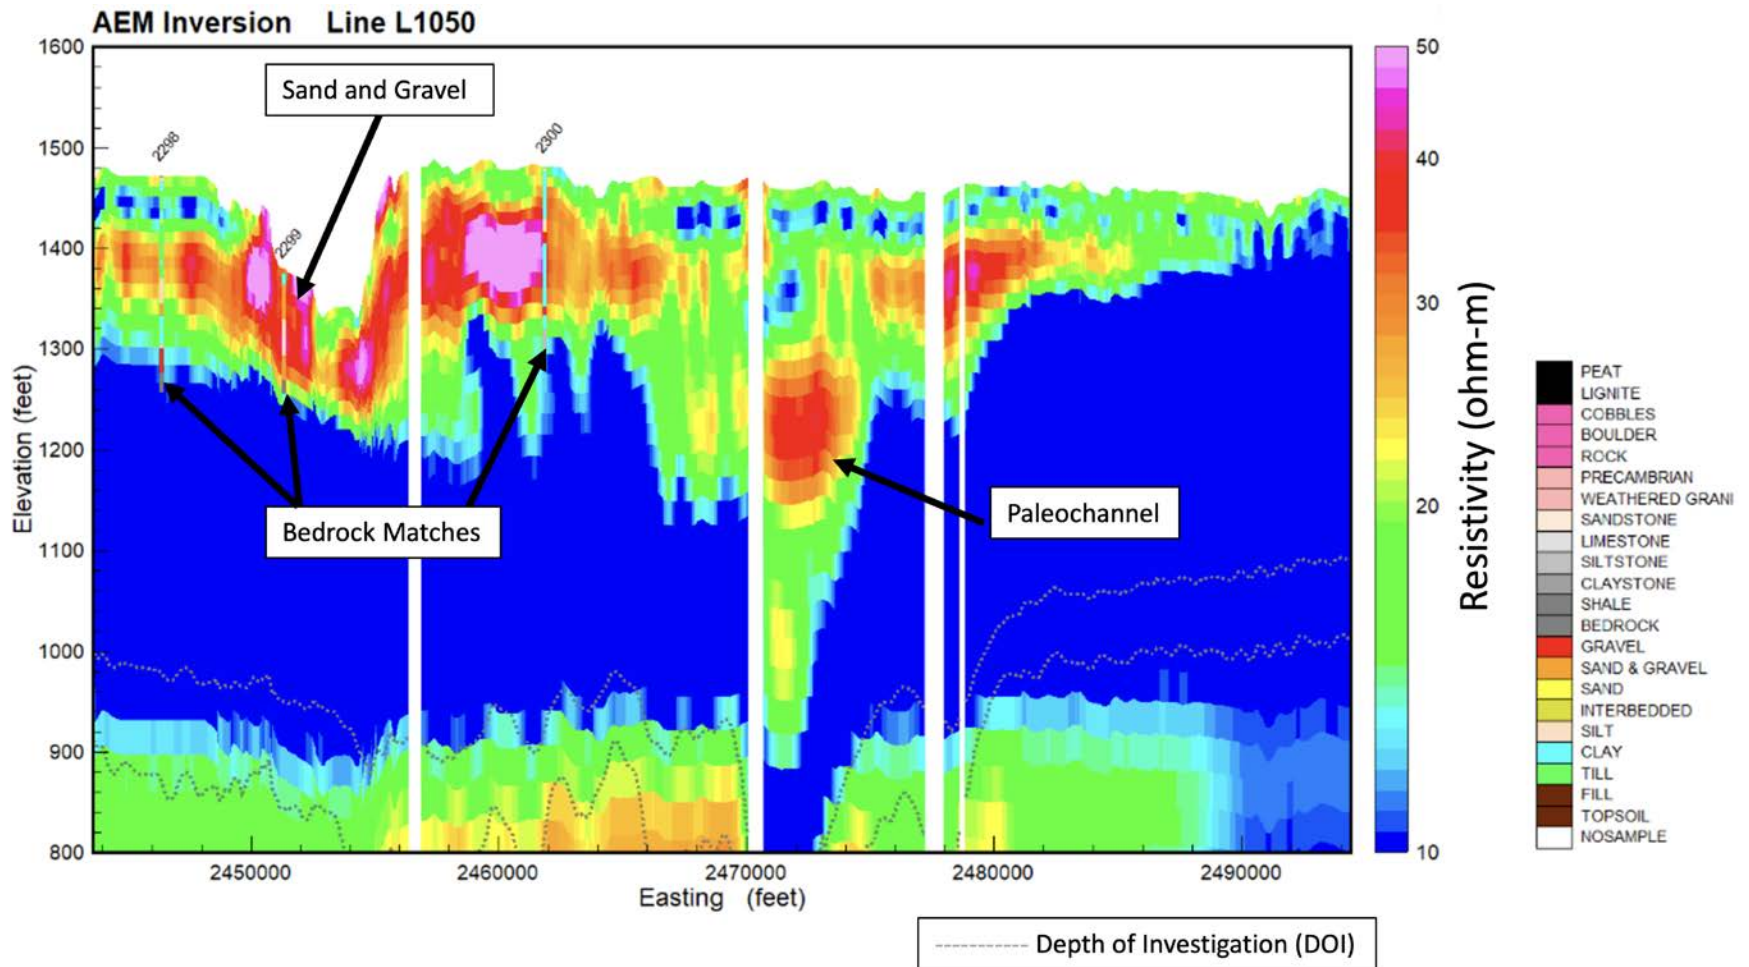 AEM Inversion Line L1050
1600
1500
1400
1300
1200
1100
1000
900
800
Elevation (feet)
2298
2299
2300
Sand and Gravel
Bedrock Matches
Paleochannel
2450000
2460000
2470000
2480000
2490000
Easting (feet)
50
40
30
20
10
Resistivity (ohm-m)
PEAT
LIGNITE
COBBLES
BOULDER
ROCK
PRECAMBRIAN
WEATHERED GRANI
SANDSTONE
LIMESTONE
SILTSTONE
CLAYSTONE
SHALE
BEDROCK
GRAVEL
SAND & GRAVEL
SAND
INTERBEDDED
SILT
CLAY
TILL
FILL
TOPSOIL
NOSAMPLE
Depth of Investigation (DOI)